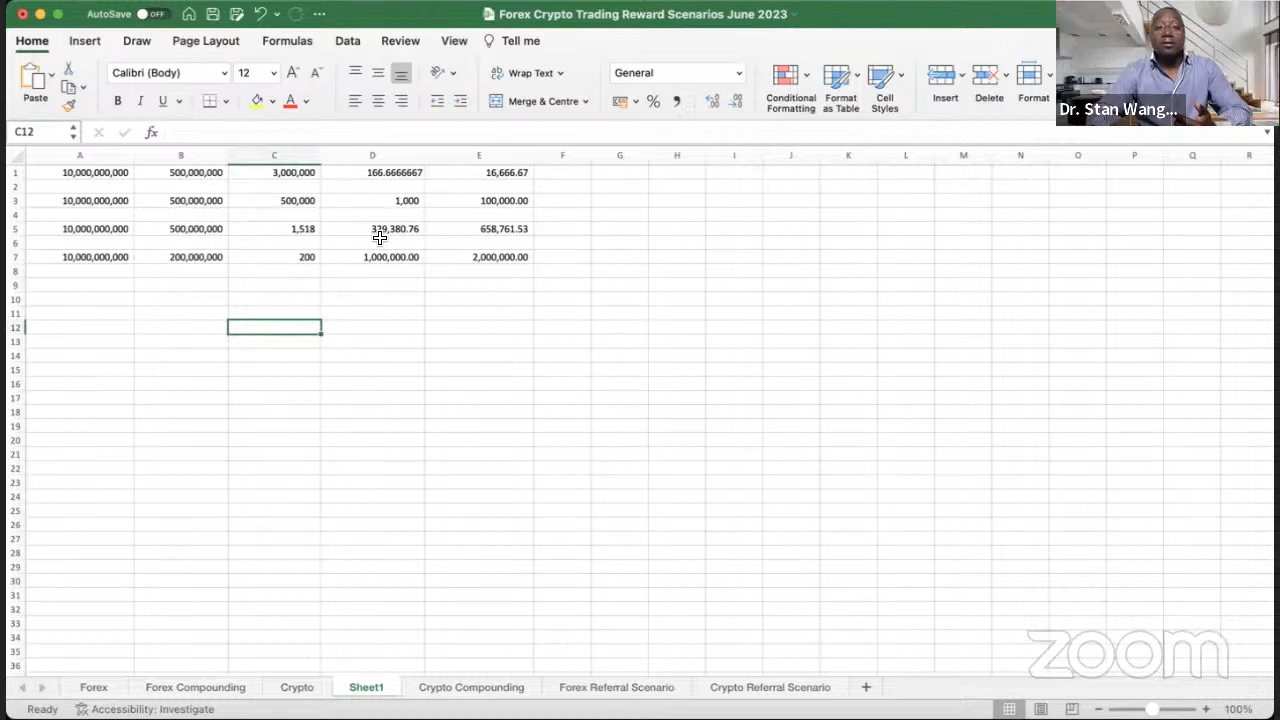 AutoSave OFF Forex Crypto Trading Reward Scenarios June 2023
Home Insert Draw Page Layout Formulas Data Review View Tell me
Paste Calibri (Body) 12 A A B I U A Wrap Text Merge & Centre General % Conditional Formatting Format as Table Cell Styles Insert Delete Format
Dr. Stan Wang...
C12 fx
A B C D E F G H I J K L M N O P Q R
1 10,000,000,000 500,000,000 3,000,000 166.6666667 16,666.67
2
3 10,000,000,000 500,000,000 500,000 1,000 100,000.00
4
5 10,000,000,000 500,000,000 1,518 329,380.76 658,761.53
6
7 10,000,000,000 200,000,000 200 1,000,000.00 2,000,000.00
8
9
10
11
12
13
14
15
16
17
18
19
20
21
22
23
24
25
26
27
28
29
30
31
32
33
34
35
36
zoom
Forex Forex Compounding Crypto Sheet1 Crypto Compounding Forex Referral Scenario Crypto Referral Scenario +
Ready Accessibility: Investigate 100%